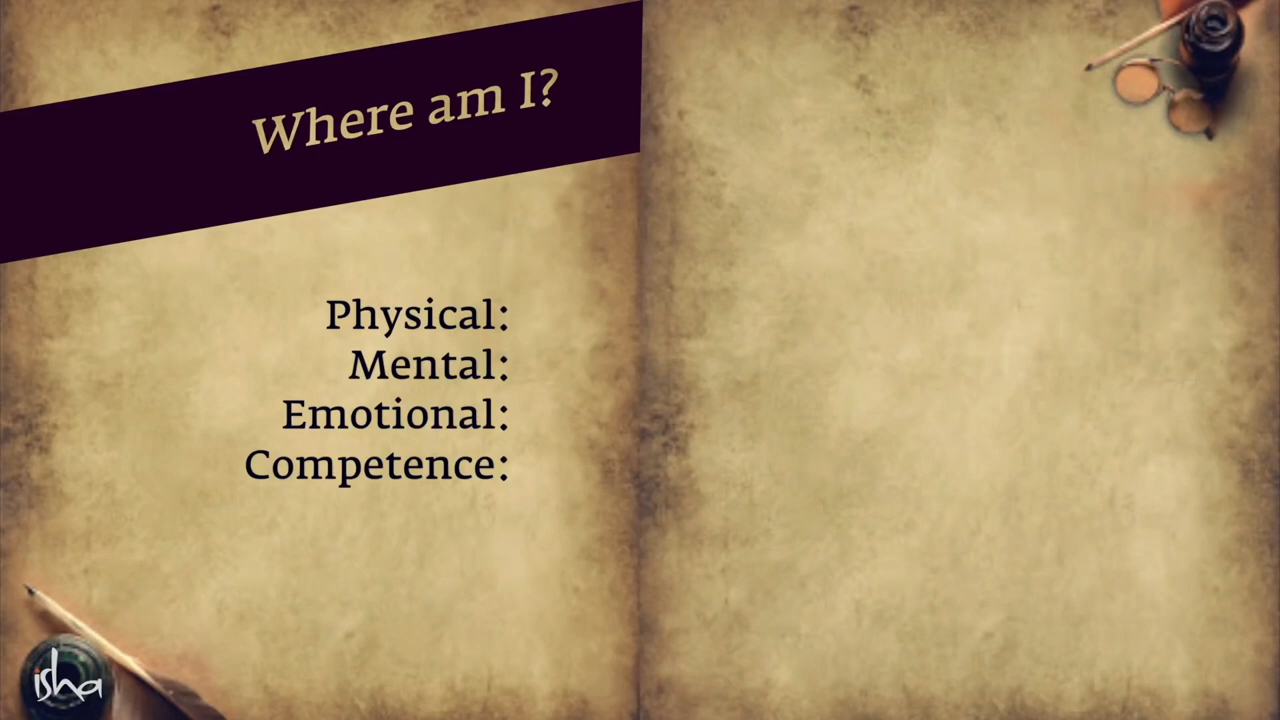 Where am I?
Physical:
Mental:
Emotional:
Competence:
isha